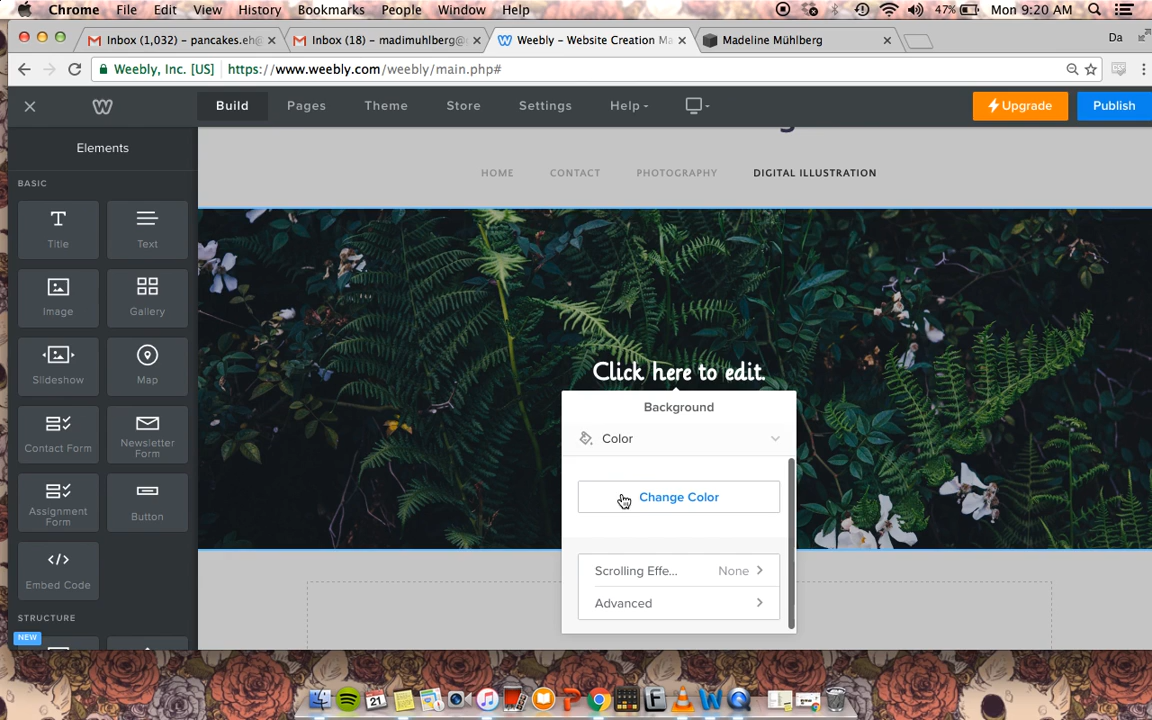 Chrome File Edit View History Bookmarks People Window Help 47% Mon 9:20 AM
Inbox (1,032) – pancakes.eh@ Inbox (18) – madimuhlberg@ Weebly – Website Creation Ma Madeline Mühlberg Da
Weebly, Inc. [US] https://www.weebly.com/weebly/main.php#
Build Pages Theme Store Settings Help Upgrade Publish
Elements
BASIC
Title Text
Image Gallery
Slideshow Map
Contact Form Newsletter Form
Assignment Form Button
Embed Code
STRUCTURE
NEW
HOME CONTACT PHOTOGRAPHY DIGITAL ILLUSTRATION
Click here to edit.
Background
Color
Change Color
Scrolling Effe... None
Advanced